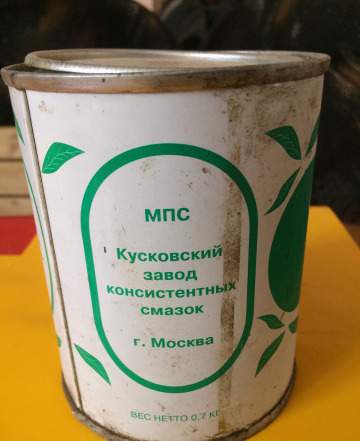 МПС
Кусковский
завод
консистентных
смазок
г. Москва
ВЕС НЕТТО 0,7 КГ